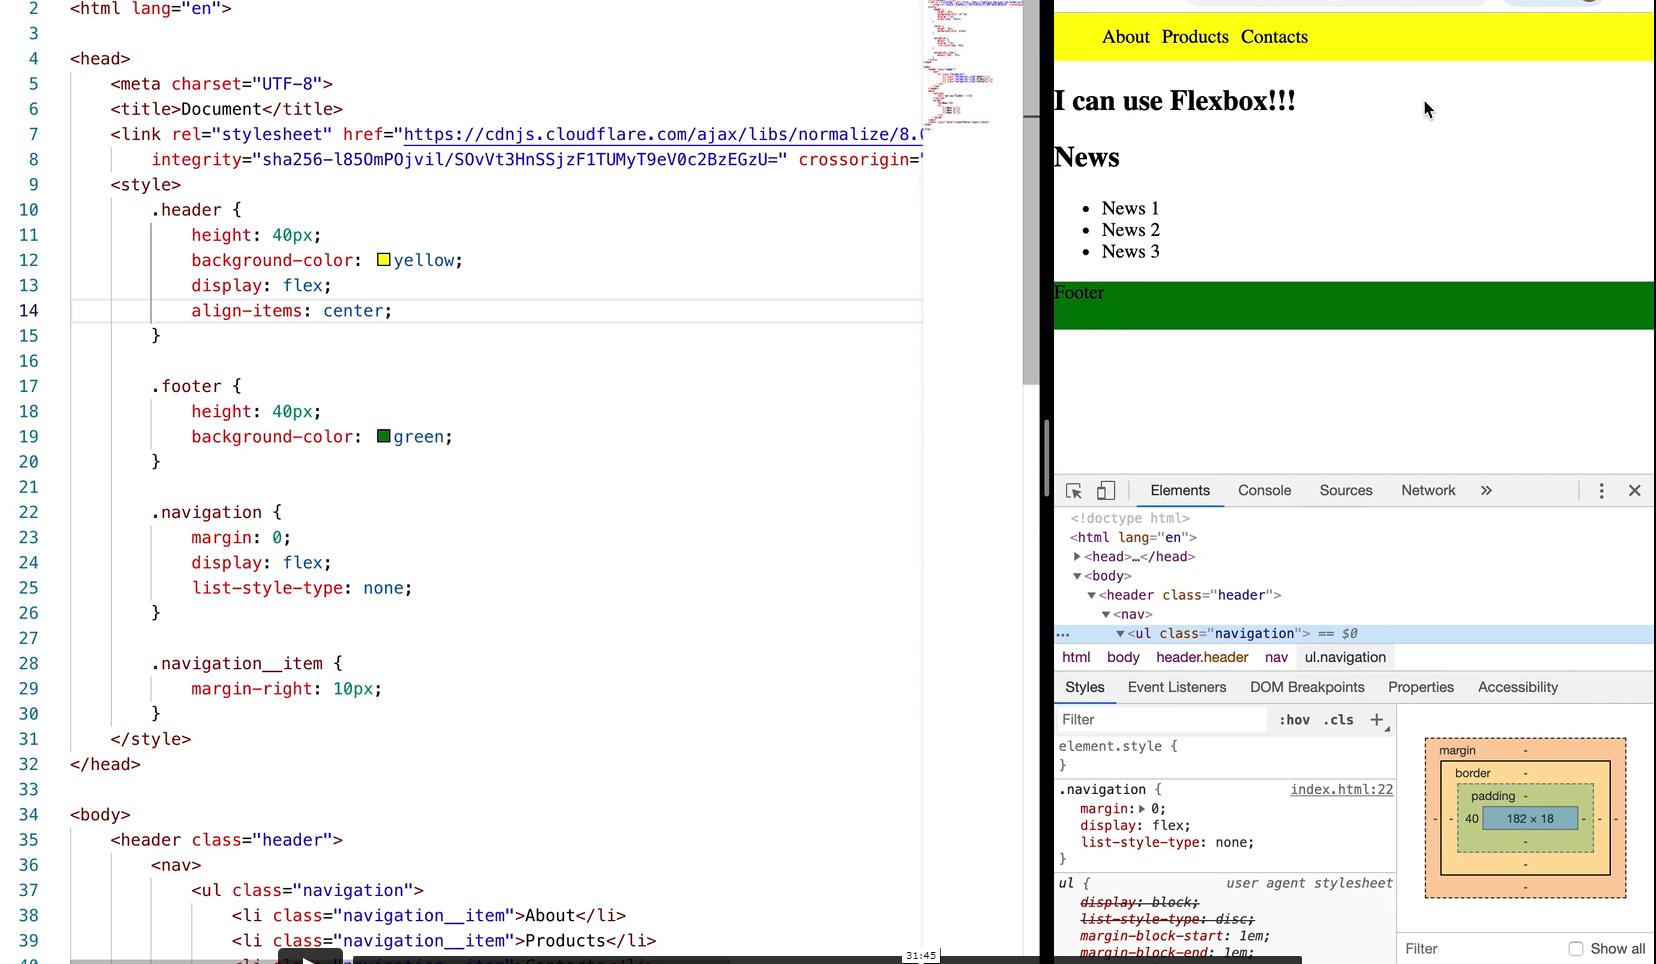 2 <html lang="en">
3
4 <head>
5 <meta charset="UTF-8">
6 <title>Document</title>
7 <link rel="stylesheet" href="https://cdnjs.cloudflare.com/ajax/libs/normalize/8.
8 integrity="sha256-l85OmPOjvil/SOvVt3HnSSjzF1TUMyT9eV0c2BzEGzU=" crossorigin="
9 <style>
10 .header {
11 height: 40px;
12 background-color: yellow;
13 display: flex;
14 align-items: center;
15 }
16
17 .footer {
18 height: 40px;
19 background-color: green;
20 }
21
22 .navigation {
23 margin: 0;
24 display: flex;
25 list-style-type: none;
26 }
27
28 .navigation__item {
29 margin-right: 10px;
30 }
31 </style>
32 </head>
33
34 <body>
35 <header class="header">
36 <nav>
37 <ul class="navigation">
38 <li class="navigation__item">About</li>
39 <li class="navigation__item">Products</li>
31:45
About Products Contacts
I can use Flexbox!!!
News
• News 1
• News 2
• News 3
Footer
Elements Console Sources Network »
<!doctype html>
<html lang="en">
<head>…</head>
<body>
<header class="header">
<nav>
<ul class="navigation"> == $0
html body header.header nav ul.navigation
Styles Event Listeners DOM Breakpoints Properties Accessibility
Filter :hov .cls +
element.style {
}
.navigation { index.html:22
margin: 0;
display: flex;
list-style-type: none;
}
ul { user agent stylesheet
display: block;
list-style-type: disc;
margin-block-start: 1em;
margin-block-end: 1em;
margin -
border -
padding -
- - 40 182 × 18 - - -
-
-
-
Filter Show all